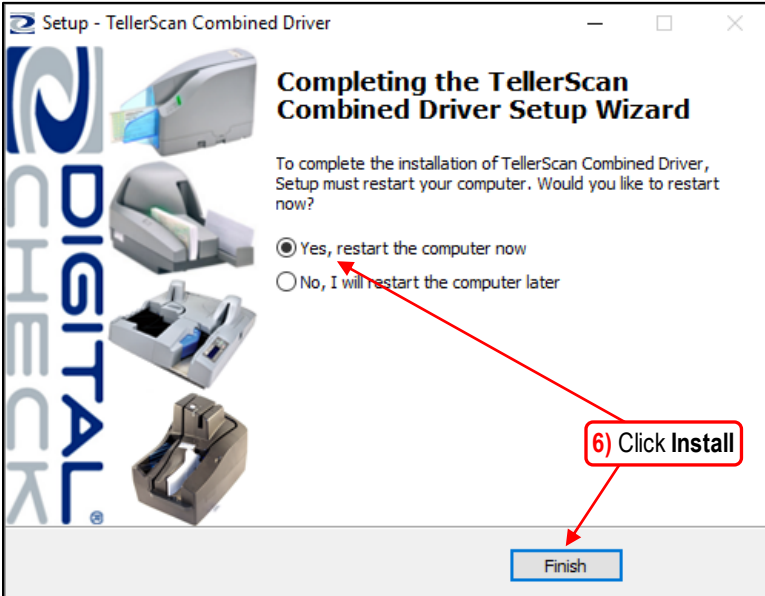 Setup - TellerScan Combined Driver
DIGITAL
CHECK
®
Completing the TellerScan
Combined Driver Setup Wizard
To complete the installation of TellerScan Combined Driver,
Setup must restart your computer. Would you like to restart
now?
Yes, restart the computer now
No, I will restart the computer later
6) Click Install
Finish